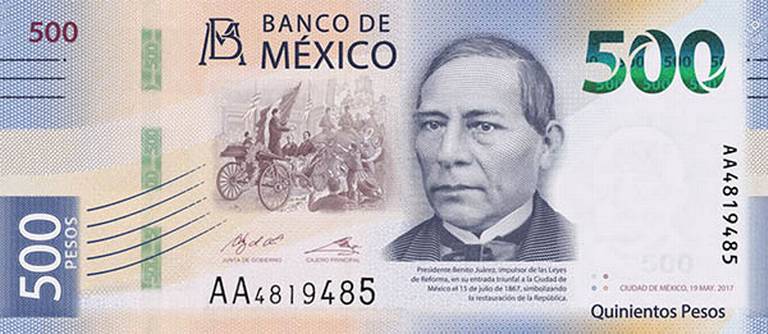 500
BM
BANCO DE
MÉXICO
500
AA4819485
500
PESOS
JUNTA DE GOBIERNO
CAJERO PRINCIPAL
AA4819485
Presidente Benito Juárez, impulsor de las Leyes
de Reforma, en su entrada triunfal a la Ciudad de
México el 15 de julio de 1867, simbolizando
la restauración de la República.
CIUDAD DE MÉXICO, 19 MAY. 2017
500
Quinientos Pesos